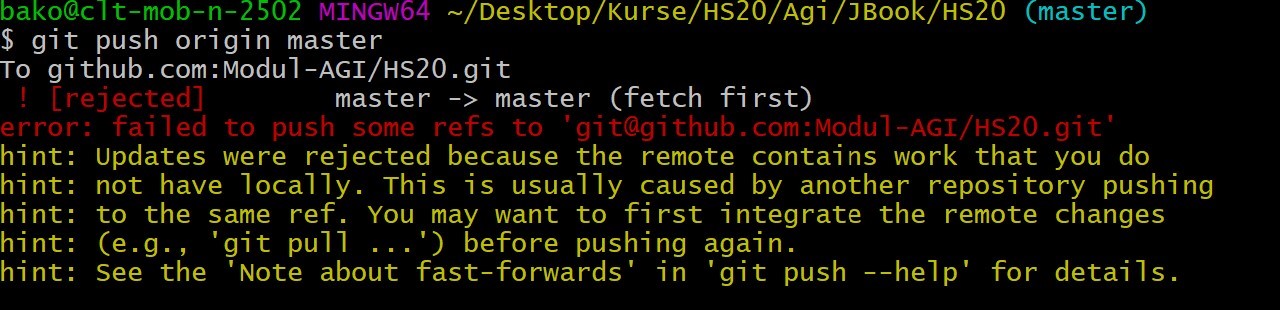 bako@clt-mob-n-2502 MINGW64 ~/Desktop/Kurse/HS20/Agi/JBook/HS20 (master)
$ git push origin master
To github.com:Modul-AGI/HS20.git
 ! [rejected]        master -> master (fetch first)
error: failed to push some refs to 'git@github.com:Modul-AGI/HS20.git'
hint: Updates were rejected because the remote contains work that you do
hint: not have locally. This is usually caused by another repository pushing
hint: to the same ref. You may want to first integrate the remote changes
hint: (e.g., 'git pull ...') before pushing again.
hint: See the 'Note about fast-forwards' in 'git push --help' for details.